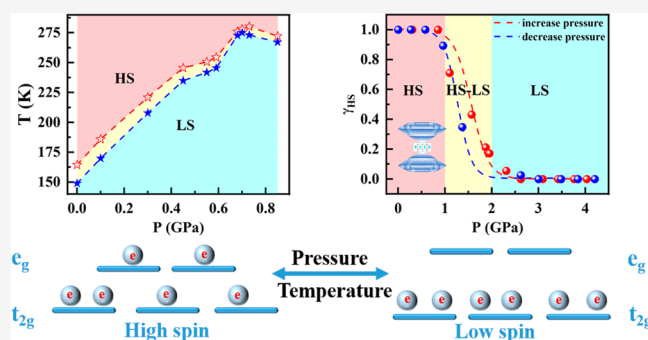 275
250
225
200
175
150
T (K)
HS
LS
0.0 0.2 0.4 0.6 0.8
P (GPa)
1.0
0.8
0.6
0.4
0.2
0.0
γHS
increase pressure
decrease pressure
HS
HS-LS
LS
0 1 2 3 4
P (GPa)
eg
e e
t2g
e e e e
High spin
Pressure
Temperature
eg
t2g
e e e e e e
Low spin